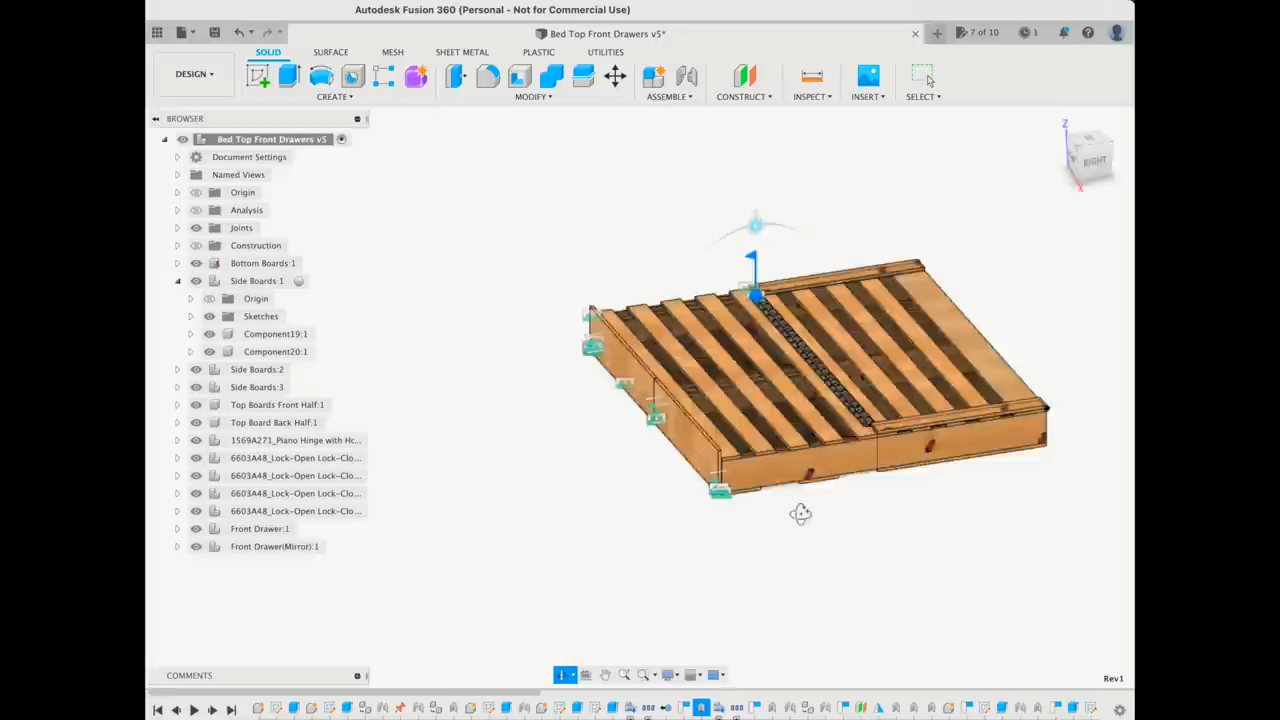 Autodesk Fusion 360 (Personal - Not for Commercial Use)
Bed Top Front Drawers v5*
7 of 10
1
DESIGN
SOLID
SURFACE
MESH
SHEET METAL
PLASTIC
UTILITIES
CREATE
MODIFY
ASSEMBLE
CONSTRUCT
INSPECT
INSERT
SELECT
BROWSER
Bed Top Front Drawers v5
Document Settings
Named Views
Origin
Analysis
Joints
Construction
Bottom Boards:1
Side Boards:1
Origin
Sketches
Component19:1
Component20:1
Side Boards:2
Side Boards:3
Top Boards Front Half:1
Top Board Back Half:1
1569A271_Piano Hinge with Hc...
6603A48_Lock-Open Lock-Clo...
6603A48_Lock-Open Lock-Clo...
6603A48_Lock-Open Lock-Clo...
6603A48_Lock-Open Lock-Clo...
Front Drawer:1
Front Drawer(Mirror):1
Z
RIGHT
X
COMMENTS
Rev1